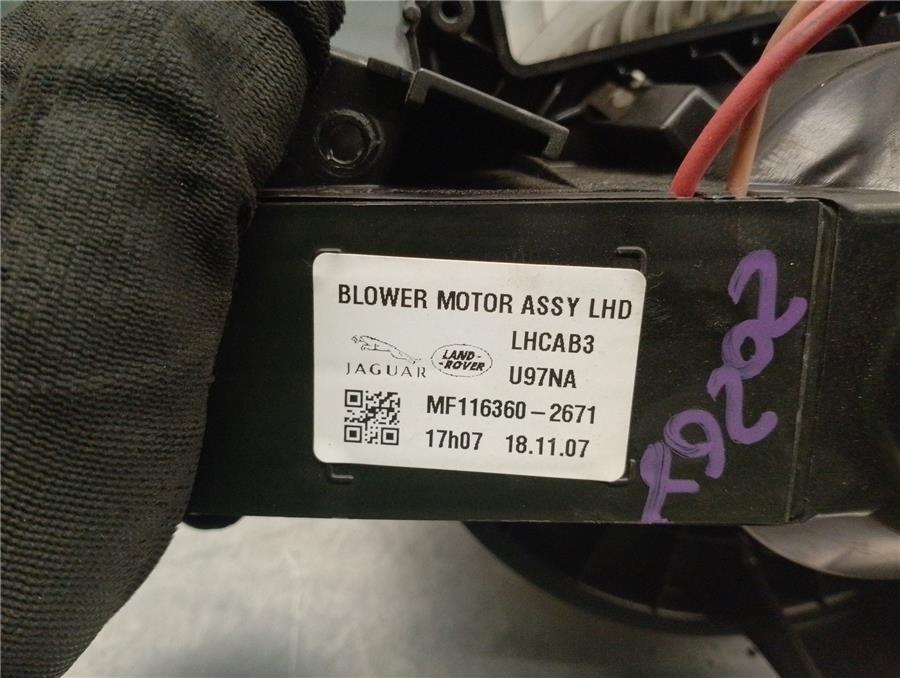 BLOWER MOTOR ASSY LHD
LHCAB3
JAGUAR
LAND-
ROVER
U97NA
MF116360-2671
17h07 18.11.07